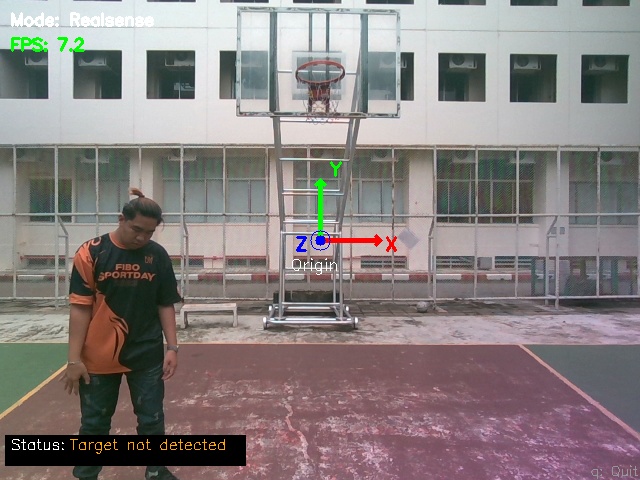 Mode: Realsense
FPS: 7.2
Y
Z
X
Origin
FIBO
SPORTDAY
Status: Target not detected
q: Quit